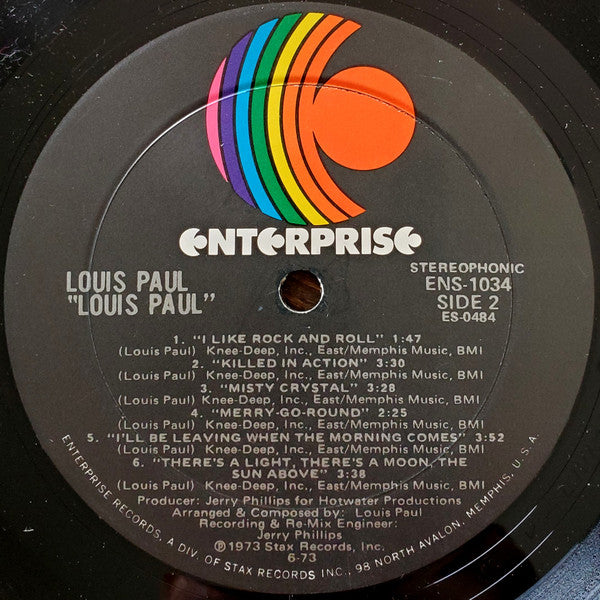 ENTERPRISE
LOUIS PAUL
"LOUIS PAUL"
STEREOPHONIC
ENS-1034
SIDE 2
ES-0484
1. "I LIKE ROCK AND ROLL" 1:47
(Louis Paul) Knee-Deep, Inc., East/Memphis Music, BMI
2. "KILLED IN ACTION" 3:30
(Louis Paul) Knee-Deep, Inc., East/Memphis Music, BMI
3. "MISTY CRYSTAL" 3:28
(Louis Paul) Knee-Deep, Inc., East/Memphis Music, BMI
4. "MERRY-GO-ROUND" 2:25
(Louis Paul) Knee-Deep, Inc., East/Memphis Music, BMI
5. "I'LL BE LEAVING WHEN THE MORNING COMES" 3:52
(Louis Paul) Knee-Deep, Inc., East/Memphis Music, BMI
6. "THERE'S A LIGHT, THERE'S A MOON, THE
SUN ABOVE" 3:38
(Louis Paul) Knee-Deep, Inc., East/Memphis Music, BMI
Producer: Jerry Phillips for Hotwater Productions
Arranged & Composed by: Louis Paul
Recording & Re-Mix Engineer:
Jerry Phillips
℗1973 Stax Records, Inc.
6-73
ENTERPRISE RECORDS, A DIV. OF STAX RECORDS INC., 98 NORTH AVALON, MEMPHIS, U.S.A.